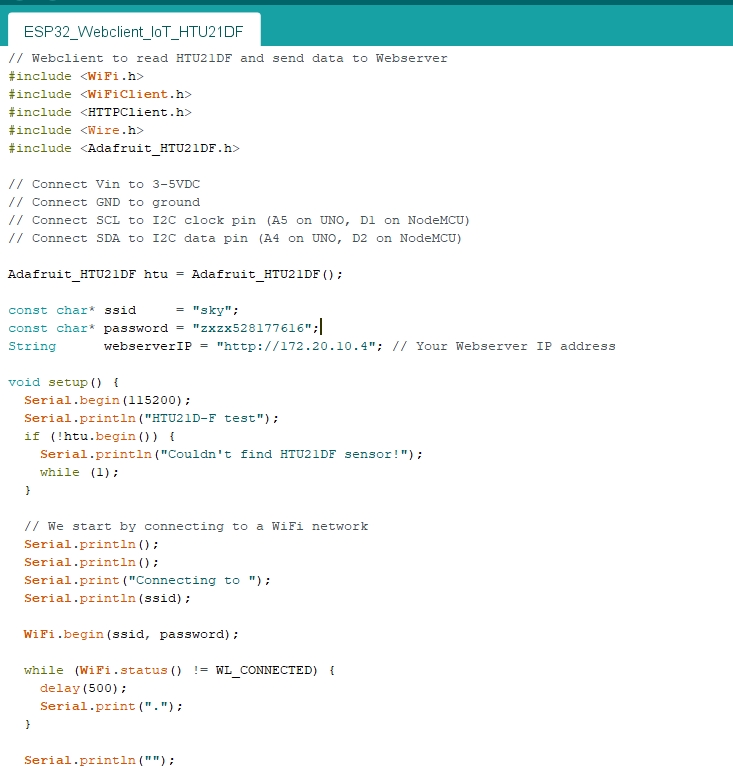 ESP32_Webclient_IoT_HTU21DF
// Webclient to read HTU21DF and send data to Webserver
#include <WiFi.h>
#include <WiFiClient.h>
#include <HTTPClient.h>
#include <Wire.h>
#include <Adafruit_HTU21DF.h>
// Connect Vin to 3-5VDC
// Connect GND to ground
// Connect SCL to I2C clock pin (A5 on UNO, D1 on NodeMCU)
// Connect SDA to I2C data pin (A4 on UNO, D2 on NodeMCU)
Adafruit_HTU21DF htu = Adafruit_HTU21DF();
const char* ssid     = "sky";
const char* password = "zxzx528177616";
String      webserverIP = "http://172.20.10.4"; // Your Webserver IP address
void setup() {
  Serial.begin(115200);
  Serial.println("HTU21D-F test");
  if (!htu.begin()) {
    Serial.println("Couldn't find HTU21DF sensor!");
    while (1);
  }
  // We start by connecting to a WiFi network
  Serial.println();
  Serial.println();
  Serial.print("Connecting to ");
  Serial.println(ssid);
  WiFi.begin(ssid, password);
  while (WiFi.status() != WL_CONNECTED) {
    delay(500);
    Serial.print(".");
  }
  Serial.println("");